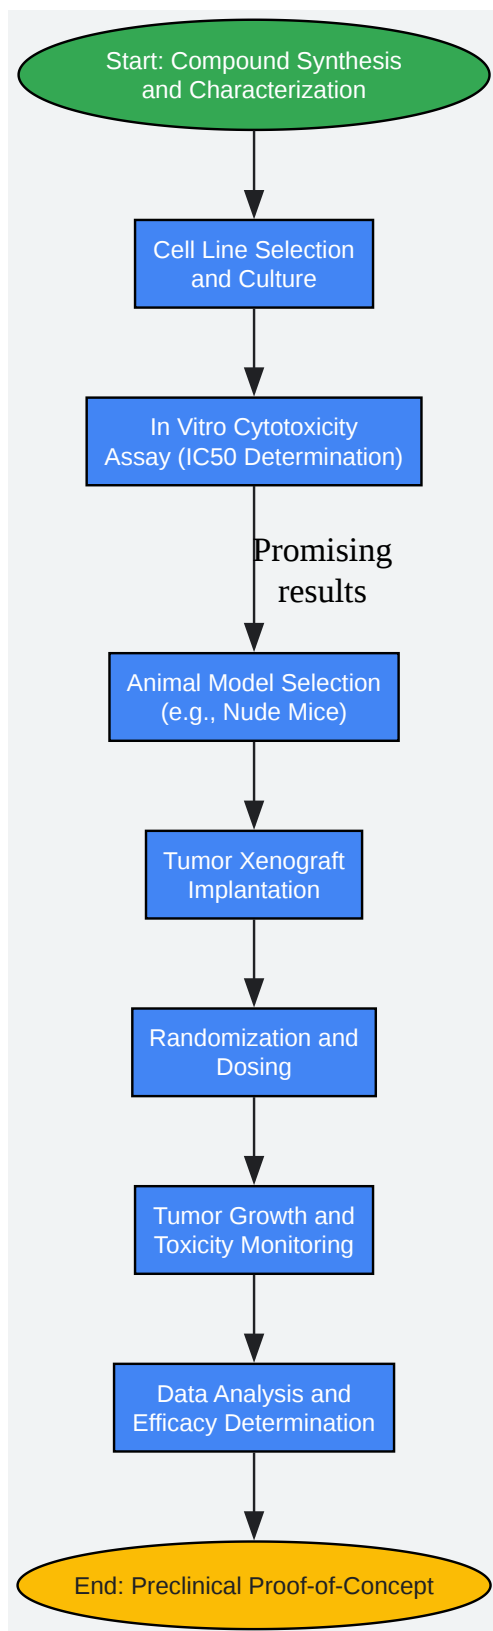 Start: Compound Synthesis
and Characterization
Cell Line Selection
and Culture
In Vitro Cytotoxicity
Assay (IC50 Determination)
Promising
results
Animal Model Selection
(e.g., Nude Mice)
Tumor Xenograft
Implantation
Randomization and
Dosing
Tumor Growth and
Toxicity Monitoring
Data Analysis and
Efficacy Determination
End: Preclinical Proof-of-Concept